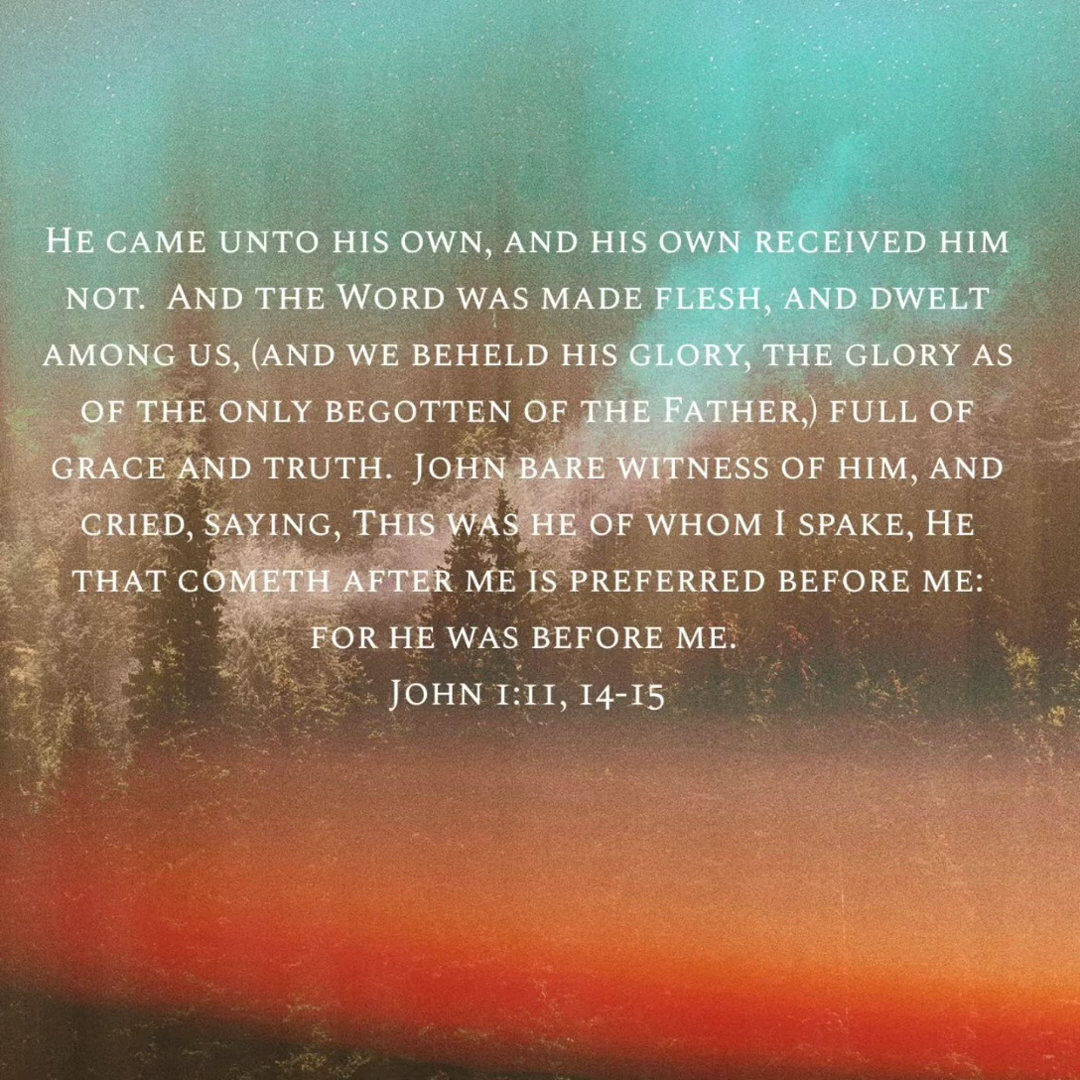 He came unto his own, and his own received him
not.  And the Word was made flesh, and dwelt
among us, (and we beheld his glory, the glory as
of the only begotten of the Father,) full of
grace and truth.  John bare witness of him, and
cried, saying, This was he of whom I spake, He
that cometh after me is preferred before me:
for he was before me.
John 1:11, 14-15